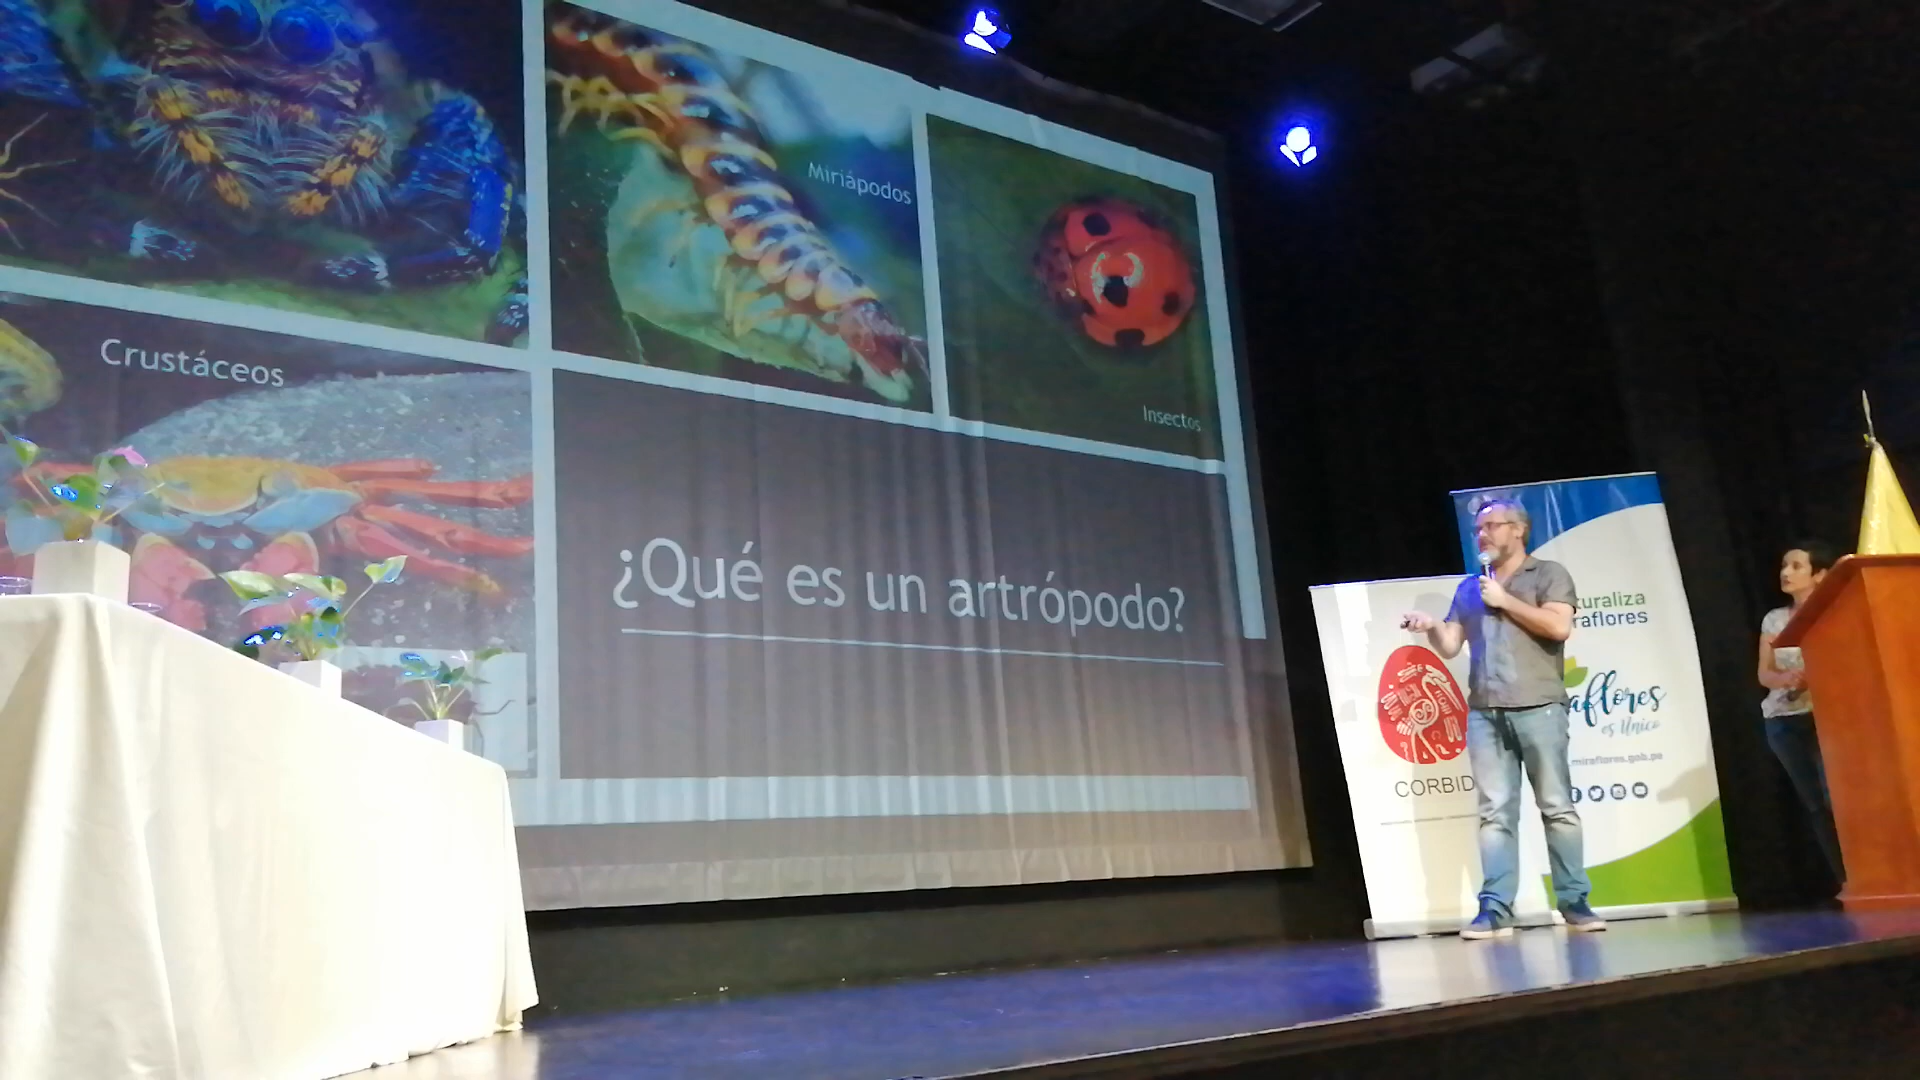 Miriápodos
Insectos
Crustáceos
¿Qué es un artrópodo?
CORBID
turaliza
raflores
aflores
es Único
.miraflores.gob.pe